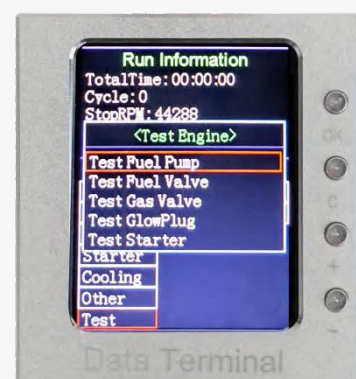 Run Information
TotalTime:00:00:00
Cycle:0
StopRPM:44288
<Test Engine>
Test Fuel Pump
Test Fuel Valve
Test Gas Valve
Test GlowPlug
Test Starter
Starter
Cooling
Other
Test
OK
C
+
-
Data Terminal